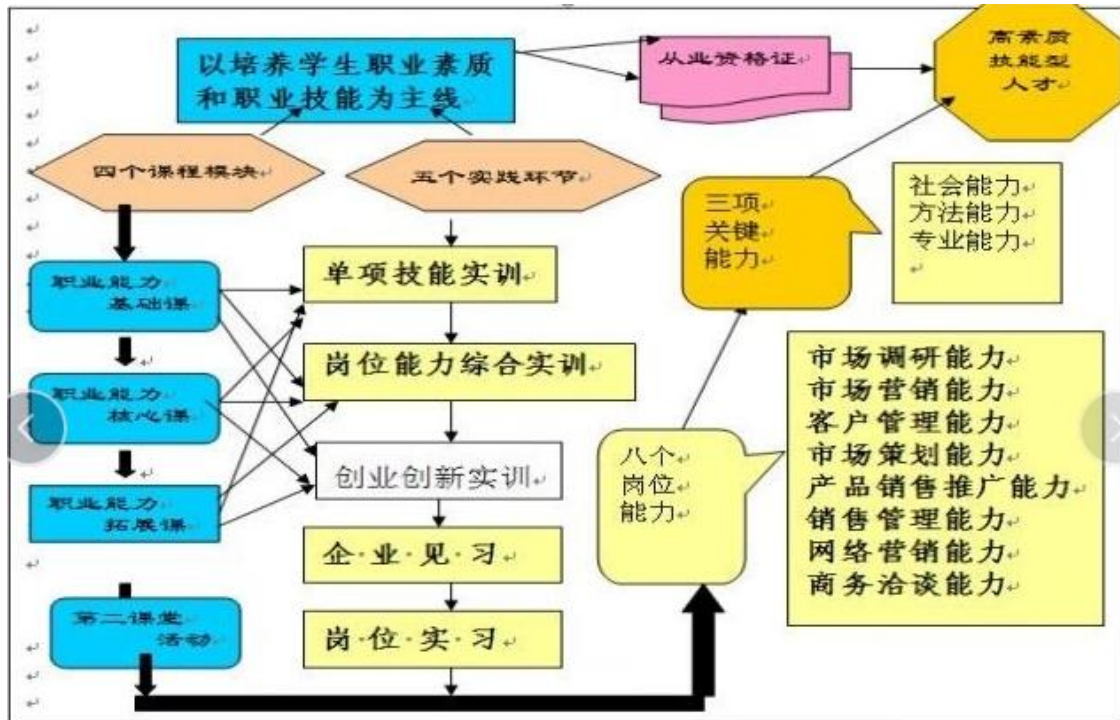 以培养学生职业素质
和职业技能为主线
从业资格证
高素质
技能型
人才
四个课程模块
五个实践环节
三项
关键
能力
社会能力
方法能力
专业能力
职业能力
基础课
单项技能实训
岗位能力综合实训
职业能力
核心课
创业创新实训
职业能力
拓展课
企·业·见·习
第二课堂
活动
岗·位·实·习
八个
岗位
能力
市场调研能力
市场营销能力
客户管理能力
市场策划能力
产品销售推广能力
销售管理能力
网络营销能力
商务洽谈能力